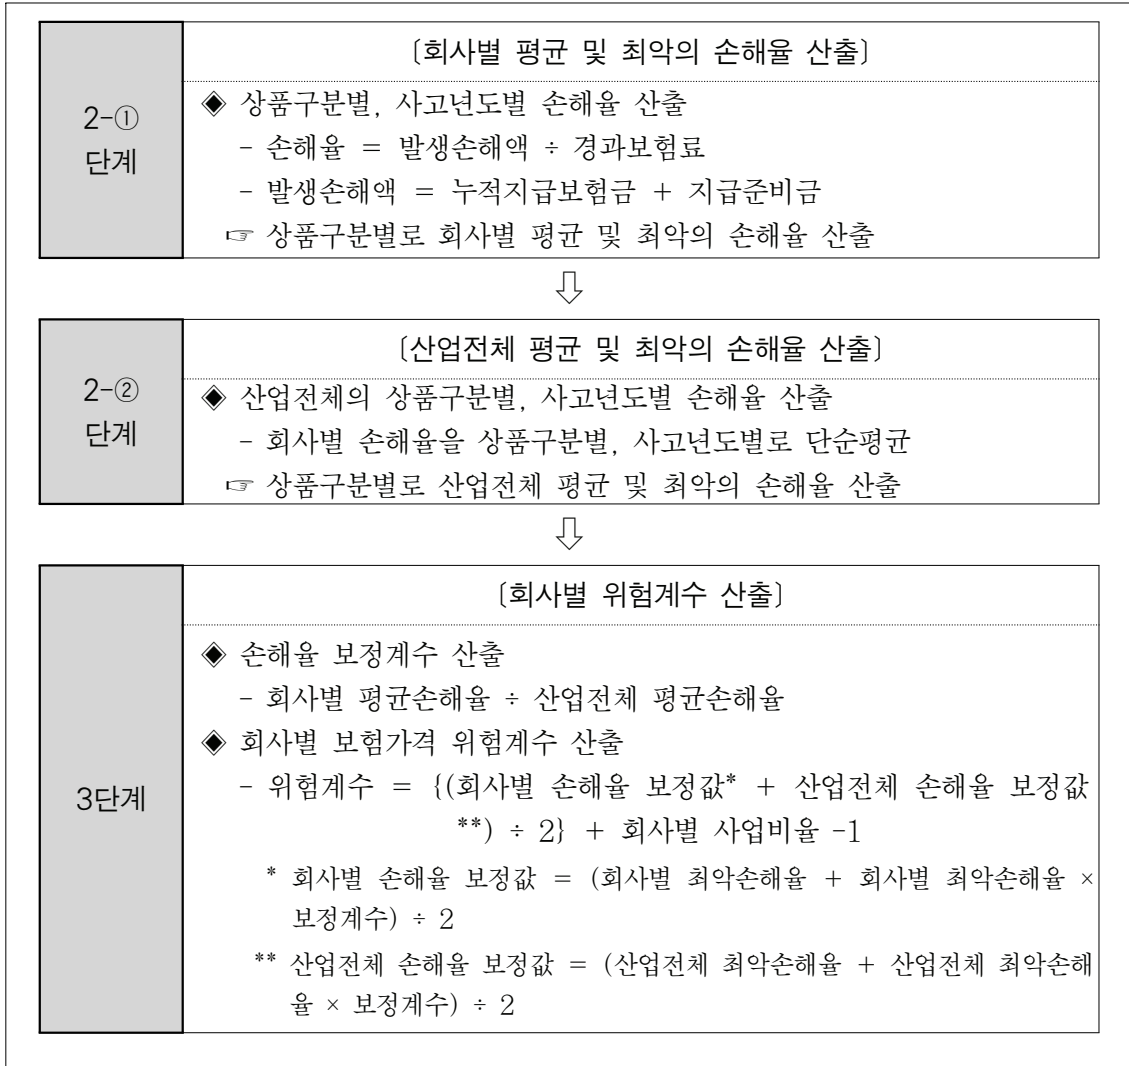 〔회사별 평균 및 최악의 손해율 산출〕
2-①
단계
◈ 상품구분별, 사고년도별 손해율 산출
- 손해율 = 발생손해액 ÷ 경과보험료
- 발생손해액 = 누적지급보험금 + 지급준비금
☞ 상품구분별로 회사별 평균 및 최악의 손해율 산출
⇩
〔산업전체 평균 및 최악의 손해율 산출〕
2-②
단계
◈ 산업전체의 상품구분별, 사고년도별 손해율 산출
- 회사별 손해율을 상품구분별, 사고년도별로 단순평균
☞ 상품구분별로 산업전체 평균 및 최악의 손해율 산출
⇩
〔회사별 위험계수 산출〕
3단계
◈ 손해율 보정계수 산출
- 회사별 평균손해율 ÷ 산업전체 평균손해율
◈ 회사별 보험가격 위험계수 산출
- 위험계수 = {(회사별 손해율 보정값* + 산업전체 손해율 보정값
**) ÷ 2} + 회사별 사업비율 -1
* 회사별 손해율 보정값 = (회사별 최악손해율 + 회사별 최악손해율 ×
보정계수) ÷ 2
** 산업전체 손해율 보정값 = (산업전체 최악손해율 + 산업전체 최악손해
율 × 보정계수) ÷ 2